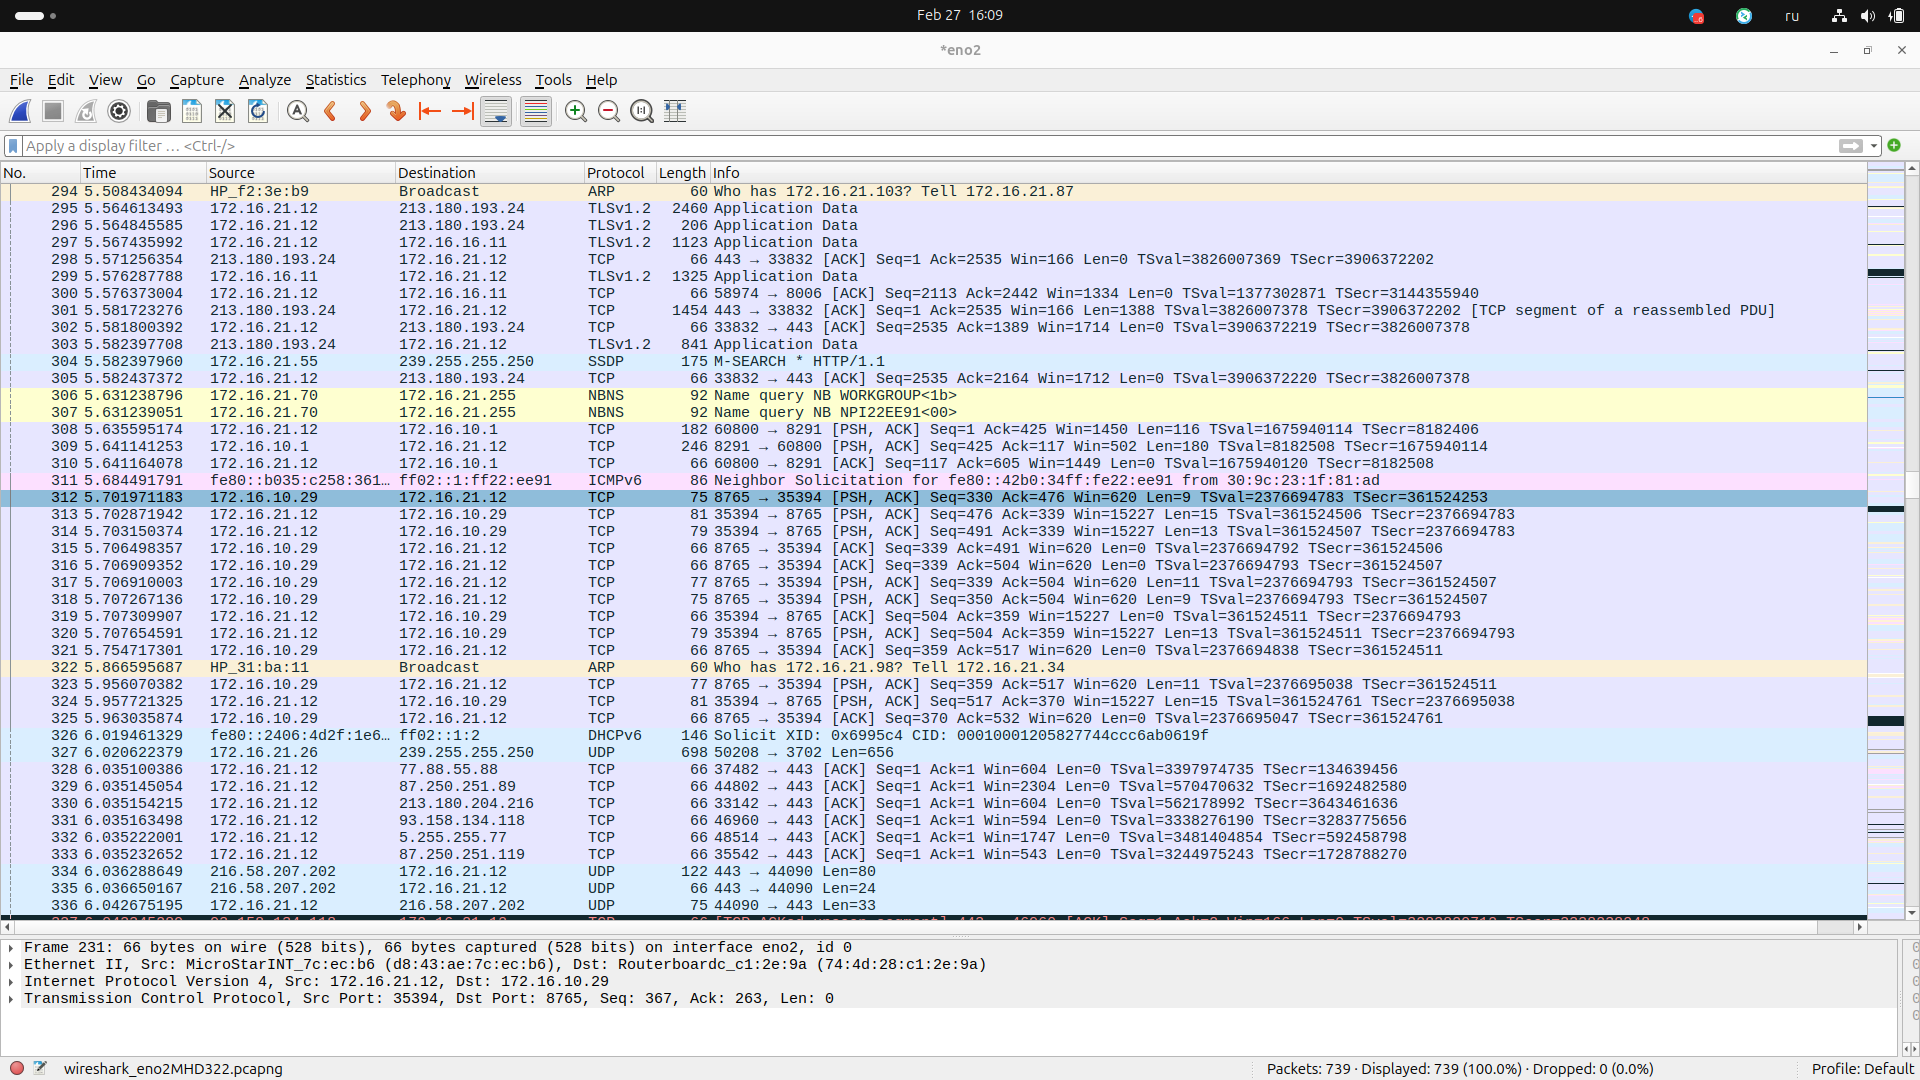 Feb 27 16:09
ru
*eno2
File Edit View Go Capture Analyze Statistics Telephony Wireless Tools Help
Apply a display filter … <Ctrl-/>
No. Time Source Destination Protocol Length Info
294 5.508434094 HP_f2:3e:b9 Broadcast ARP 60 Who has 172.16.21.103? Tell 172.16.21.87
295 5.564613493 172.16.21.12 213.180.193.24 TLSv1.2 2460 Application Data
296 5.564845585 172.16.21.12 213.180.193.24 TLSv1.2 206 Application Data
297 5.567435992 172.16.21.12 172.16.16.11 TLSv1.2 1123 Application Data
298 5.571256354 213.180.193.24 172.16.21.12 TCP 66 443 → 33832 [ACK] Seq=1 Ack=2535 Win=166 Len=0 TSval=3826007369 TSecr=3906372202
299 5.576287788 172.16.16.11 172.16.21.12 TLSv1.2 1325 Application Data
300 5.576373004 172.16.21.12 172.16.16.11 TCP 66 58974 → 8006 [ACK] Seq=2113 Ack=2442 Win=1334 Len=0 TSval=1377302871 TSecr=3144355940
301 5.581723276 213.180.193.24 172.16.21.12 TCP 1454 443 → 33832 [ACK] Seq=1 Ack=2535 Win=166 Len=1388 TSval=3826007378 TSecr=3906372202 [TCP segment of a reassembled PDU]
302 5.581800392 172.16.21.12 213.180.193.24 TCP 66 33832 → 443 [ACK] Seq=2535 Ack=1389 Win=1714 Len=0 TSval=3906372219 TSecr=3826007378
303 5.582397708 213.180.193.24 172.16.21.12 TLSv1.2 841 Application Data
304 5.582397960 172.16.21.55 239.255.255.250 SSDP 175 M-SEARCH * HTTP/1.1
305 5.582437372 172.16.21.12 213.180.193.24 TCP 66 33832 → 443 [ACK] Seq=2535 Ack=2164 Win=1712 Len=0 TSval=3906372220 TSecr=3826007378
306 5.631238796 172.16.21.70 172.16.21.255 NBNS 92 Name query NB WORKGROUP<1b>
307 5.631239051 172.16.21.70 172.16.21.255 NBNS 92 Name query NB NPI22EE91<00>
308 5.635595174 172.16.21.12 172.16.10.1 TCP 182 60800 → 8291 [PSH, ACK] Seq=1 Ack=425 Win=1450 Len=116 TSval=1675940114 TSecr=8182406
309 5.641141253 172.16.10.1 172.16.21.12 TCP 246 8291 → 60800 [PSH, ACK] Seq=425 Ack=117 Win=502 Len=180 TSval=8182508 TSecr=1675940114
310 5.641164078 172.16.21.12 172.16.10.1 TCP 66 60800 → 8291 [ACK] Seq=117 Ack=605 Win=1449 Len=0 TSval=1675940120 TSecr=8182508
311 5.684491791 fe80::b035:c258:361… ff02::1:ff22:ee91 ICMPv6 86 Neighbor Solicitation for fe80::42b0:34ff:fe22:ee91 from 30:9c:23:1f:81:ad
312 5.701971183 172.16.10.29 172.16.21.12 TCP 75 8765 → 35394 [PSH, ACK] Seq=330 Ack=476 Win=620 Len=9 TSval=2376694783 TSecr=361524253
313 5.702871942 172.16.21.12 172.16.10.29 TCP 81 35394 → 8765 [PSH, ACK] Seq=476 Ack=339 Win=15227 Len=15 TSval=361524506 TSecr=2376694783
314 5.703150374 172.16.21.12 172.16.10.29 TCP 79 35394 → 8765 [PSH, ACK] Seq=491 Ack=339 Win=15227 Len=13 TSval=361524507 TSecr=2376694783
315 5.706498357 172.16.10.29 172.16.21.12 TCP 66 8765 → 35394 [ACK] Seq=339 Ack=491 Win=620 Len=0 TSval=2376694792 TSecr=361524506
316 5.706909352 172.16.10.29 172.16.21.12 TCP 66 8765 → 35394 [ACK] Seq=339 Ack=504 Win=620 Len=0 TSval=2376694793 TSecr=361524507
317 5.706910003 172.16.10.29 172.16.21.12 TCP 77 8765 → 35394 [PSH, ACK] Seq=339 Ack=504 Win=620 Len=11 TSval=2376694793 TSecr=361524507
318 5.707267136 172.16.10.29 172.16.21.12 TCP 75 8765 → 35394 [PSH, ACK] Seq=350 Ack=504 Win=620 Len=9 TSval=2376694793 TSecr=361524507
319 5.707309907 172.16.21.12 172.16.10.29 TCP 66 35394 → 8765 [ACK] Seq=504 Ack=359 Win=15227 Len=0 TSval=361524511 TSecr=2376694793
320 5.707654591 172.16.21.12 172.16.10.29 TCP 79 35394 → 8765 [PSH, ACK] Seq=504 Ack=359 Win=15227 Len=13 TSval=361524511 TSecr=2376694793
321 5.754717301 172.16.10.29 172.16.21.12 TCP 66 8765 → 35394 [ACK] Seq=359 Ack=517 Win=620 Len=0 TSval=2376694838 TSecr=361524511
322 5.866595687 HP_31:ba:11 Broadcast ARP 60 Who has 172.16.21.98? Tell 172.16.21.34
323 5.956070382 172.16.10.29 172.16.21.12 TCP 77 8765 → 35394 [PSH, ACK] Seq=359 Ack=517 Win=620 Len=11 TSval=2376695038 TSecr=361524511
324 5.957721325 172.16.21.12 172.16.10.29 TCP 81 35394 → 8765 [PSH, ACK] Seq=517 Ack=370 Win=15227 Len=15 TSval=361524761 TSecr=2376695038
325 5.963035874 172.16.10.29 172.16.21.12 TCP 66 8765 → 35394 [ACK] Seq=370 Ack=532 Win=620 Len=0 TSval=2376695047 TSecr=361524761
326 6.019461329 fe80::2406:4d2f:1e6… ff02::1:2 DHCPv6 146 Solicit XID: 0x6995c4 CID: 00010001205827744ccc6ab0619f
327 6.020622379 172.16.21.26 239.255.255.250 UDP 698 50208 → 3702 Len=656
328 6.035100386 172.16.21.12 77.88.55.88 TCP 66 37482 → 443 [ACK] Seq=1 Ack=1 Win=604 Len=0 TSval=3397974735 TSecr=134639456
329 6.035145054 172.16.21.12 87.250.251.89 TCP 66 44802 → 443 [ACK] Seq=1 Ack=1 Win=2304 Len=0 TSval=570470632 TSecr=1692482580
330 6.035154215 172.16.21.12 213.180.204.216 TCP 66 33142 → 443 [ACK] Seq=1 Ack=1 Win=604 Len=0 TSval=562178992 TSecr=3643461636
331 6.035163498 172.16.21.12 93.158.134.118 TCP 66 46960 → 443 [ACK] Seq=1 Ack=1 Win=594 Len=0 TSval=3338276190 TSecr=3283775656
332 6.035222001 172.16.21.12 5.255.255.77 TCP 66 48514 → 443 [ACK] Seq=1 Ack=1 Win=1747 Len=0 TSval=3481404854 TSecr=592458798
333 6.035232652 172.16.21.12 87.250.251.119 TCP 66 35542 → 443 [ACK] Seq=1 Ack=1 Win=543 Len=0 TSval=3244975243 TSecr=1728788270
334 6.036288649 216.58.207.202 172.16.21.12 UDP 122 443 → 44090 Len=80
335 6.036650167 216.58.207.202 172.16.21.12 UDP 66 443 → 44090 Len=24
336 6.042675195 172.16.21.12 216.58.207.202 UDP 75 44090 → 443 Len=33
Frame 231: 66 bytes on wire (528 bits), 66 bytes captured (528 bits) on interface eno2, id 0
Ethernet II, Src: MicroStarINT_7c:ec:b6 (d8:43:ae:7c:ec:b6), Dst: Routerboardc_c1:2e:9a (74:4d:28:c1:2e:9a)
Internet Protocol Version 4, Src: 172.16.21.12, Dst: 172.16.10.29
Transmission Control Protocol, Src Port: 35394, Dst Port: 8765, Seq: 367, Ack: 263, Len: 0
wireshark_eno2MHD322.pcapng
Packets: 739 · Displayed: 739 (100.0%) · Dropped: 0 (0.0%)
Profile: Default